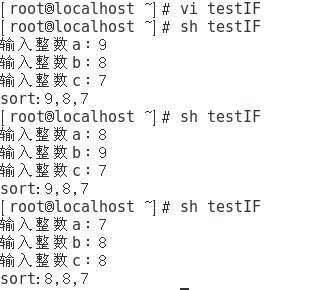 [root@localhost ~]# vi testIF
[root@localhost ~]# sh testIF
输入整数a：9
输入整数b：8
输入整数c：7
sort:9,8,7
[root@localhost ~]# sh testIF
输入整数a：8
输入整数b：9
输入整数c：7
sort:9,8,7
[root@localhost ~]# sh testIF
输入整数a：7
输入整数b：8
输入整数c：8
sort:8,8,7